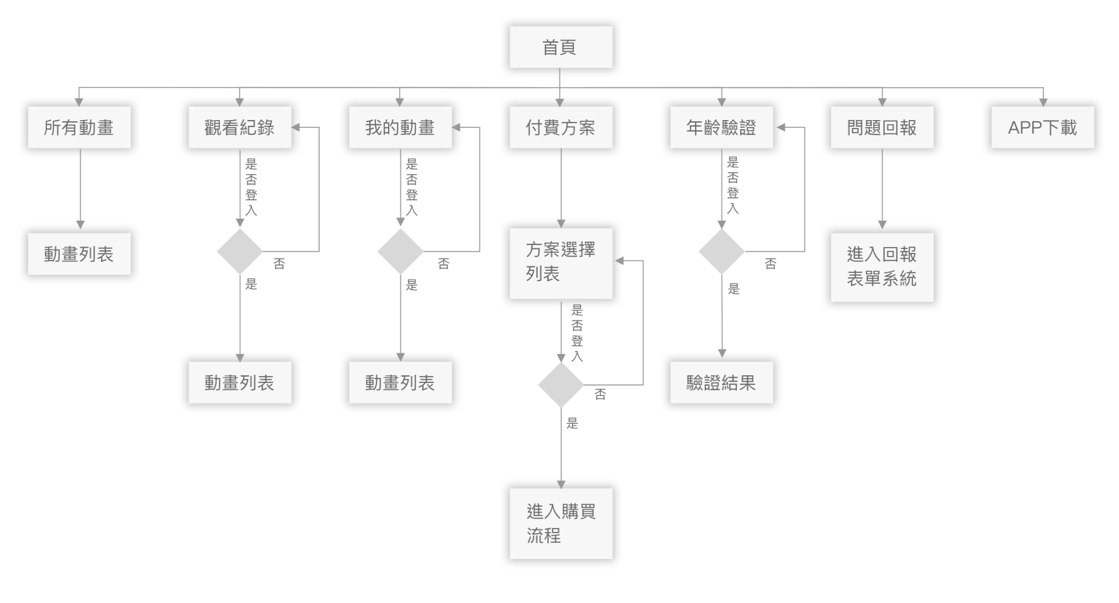 首頁
所有動畫
觀看紀錄
我的動畫
付費方案
年齡驗證
問題回報
APP下載
是否登入
是否登入
是否登入
動畫列表
否
是
否
是
方案選擇
列表
否
是
進入回報
表單系統
是否登入
動畫列表
動畫列表
驗證結果
否
是
進入購買
流程